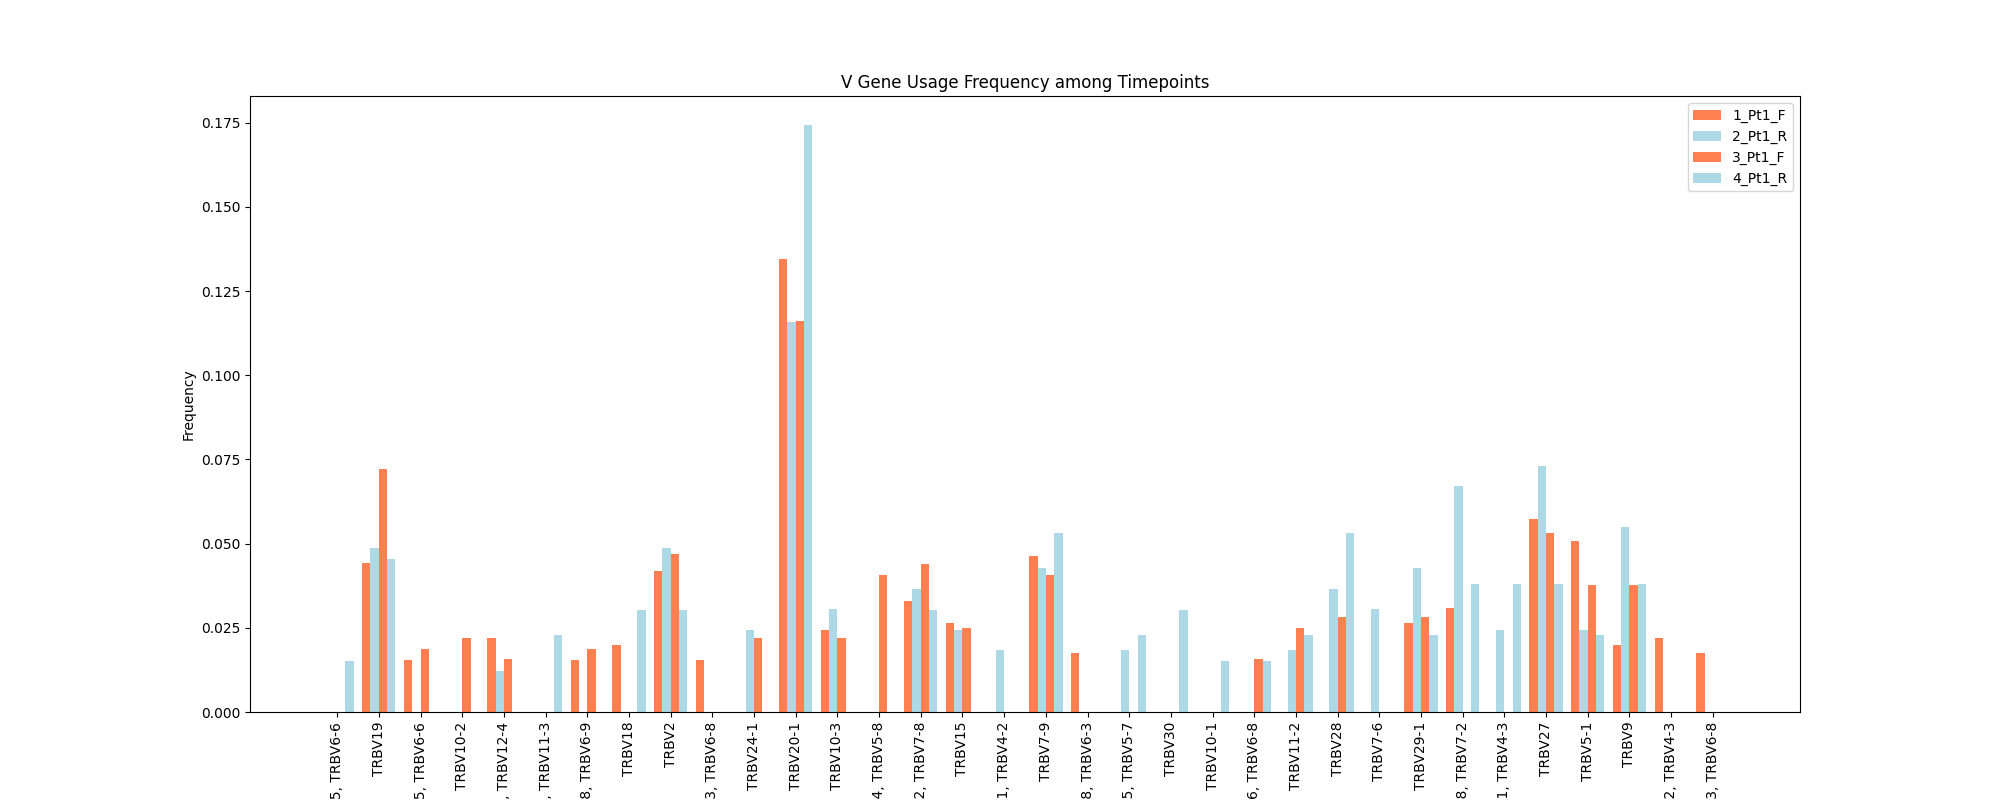 V Gene Usage Frequency among Timepoints
1_Pt1_F
2_Pt1_R
3_Pt1_F
4_Pt1_R
Frequency
0.175
0.150
0.125
0.100
0.075
0.050
0.025
0.000
5, TRBV6-6
TRBV19
5, TRBV6-6
TRBV10-2
, TRBV12-4
, TRBV11-3
8, TRBV6-9
TRBV18
TRBV2
3, TRBV6-8
TRBV24-1
TRBV20-1
TRBV10-3
4, TRBV5-8
2, TRBV7-8
TRBV15
1, TRBV4-2
TRBV7-9
8, TRBV6-3
5, TRBV5-7
TRBV30
TRBV10-1
6, TRBV6-8
TRBV11-2
TRBV28
TRBV7-6
TRBV29-1
8, TRBV7-2
1, TRBV4-3
TRBV27
TRBV5-1
TRBV9
2, TRBV4-3
3, TRBV6-8